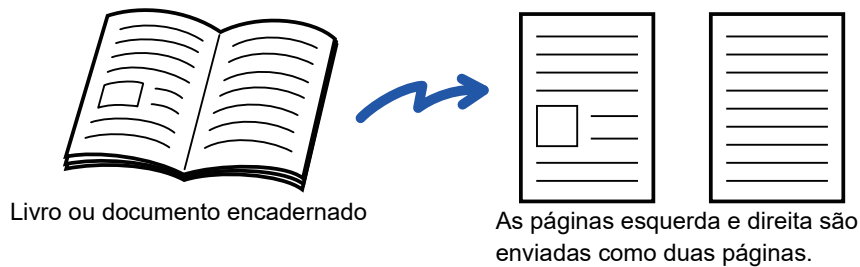 Livro ou documento encadernado
As páginas esquerda e direita são
enviadas como duas páginas.